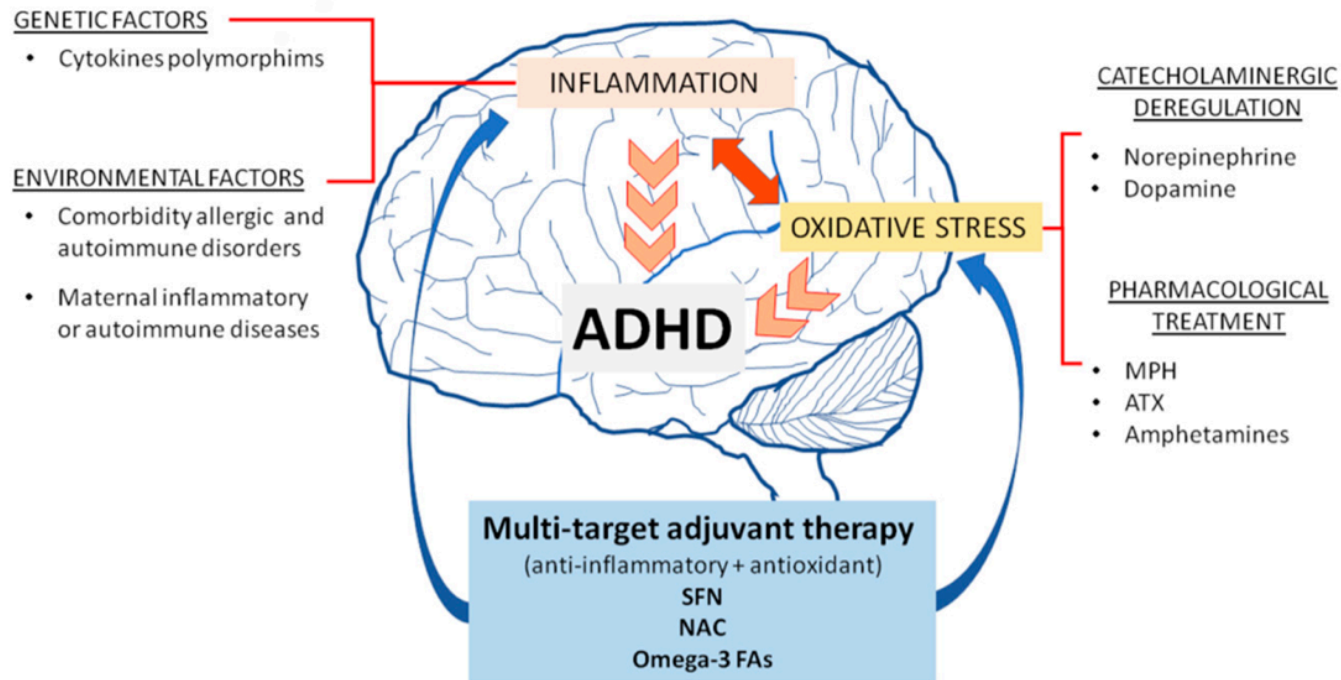 GENETIC FACTORS
• Cytokines polymorphims
ENVIRONMENTAL FACTORS
• Comorbidity allergic and
autoimmune disorders
• Maternal inflammatory
or autoimmune diseases
INFLAMMATION
OXIDATIVE STRESS
ADHD
CATECHOLAMINERGIC
DEREGULATION
• Norepinephrine
• Dopamine
PHARMACOLOGICAL
TREATMENT
• MPH
• ATX
• Amphetamines
Multi-target adjuvant therapy
(anti-inflammatory + antioxidant)
SFN
NAC
Omega-3 FAs